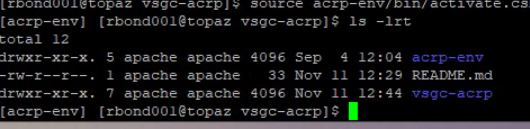 [rbond001@topaz vsgc-acrp]$ source acrp-env/bin/activate.cs
[acrp-env] [rbond001@topaz vsgc-acrp]$ ls -lrt
total 12
drwxr-xr-x. 5 apache apache 4096 Sep  4 12:04 acrp-env
-rw-r--r--. 1 apache apache   33 Nov 11 12:29 README.md
drwxr-xr-x. 7 apache apache 4096 Nov 11 12:44 vsgc-acrp
[acrp-env] [rbond001@topaz vsgc-acrp]$